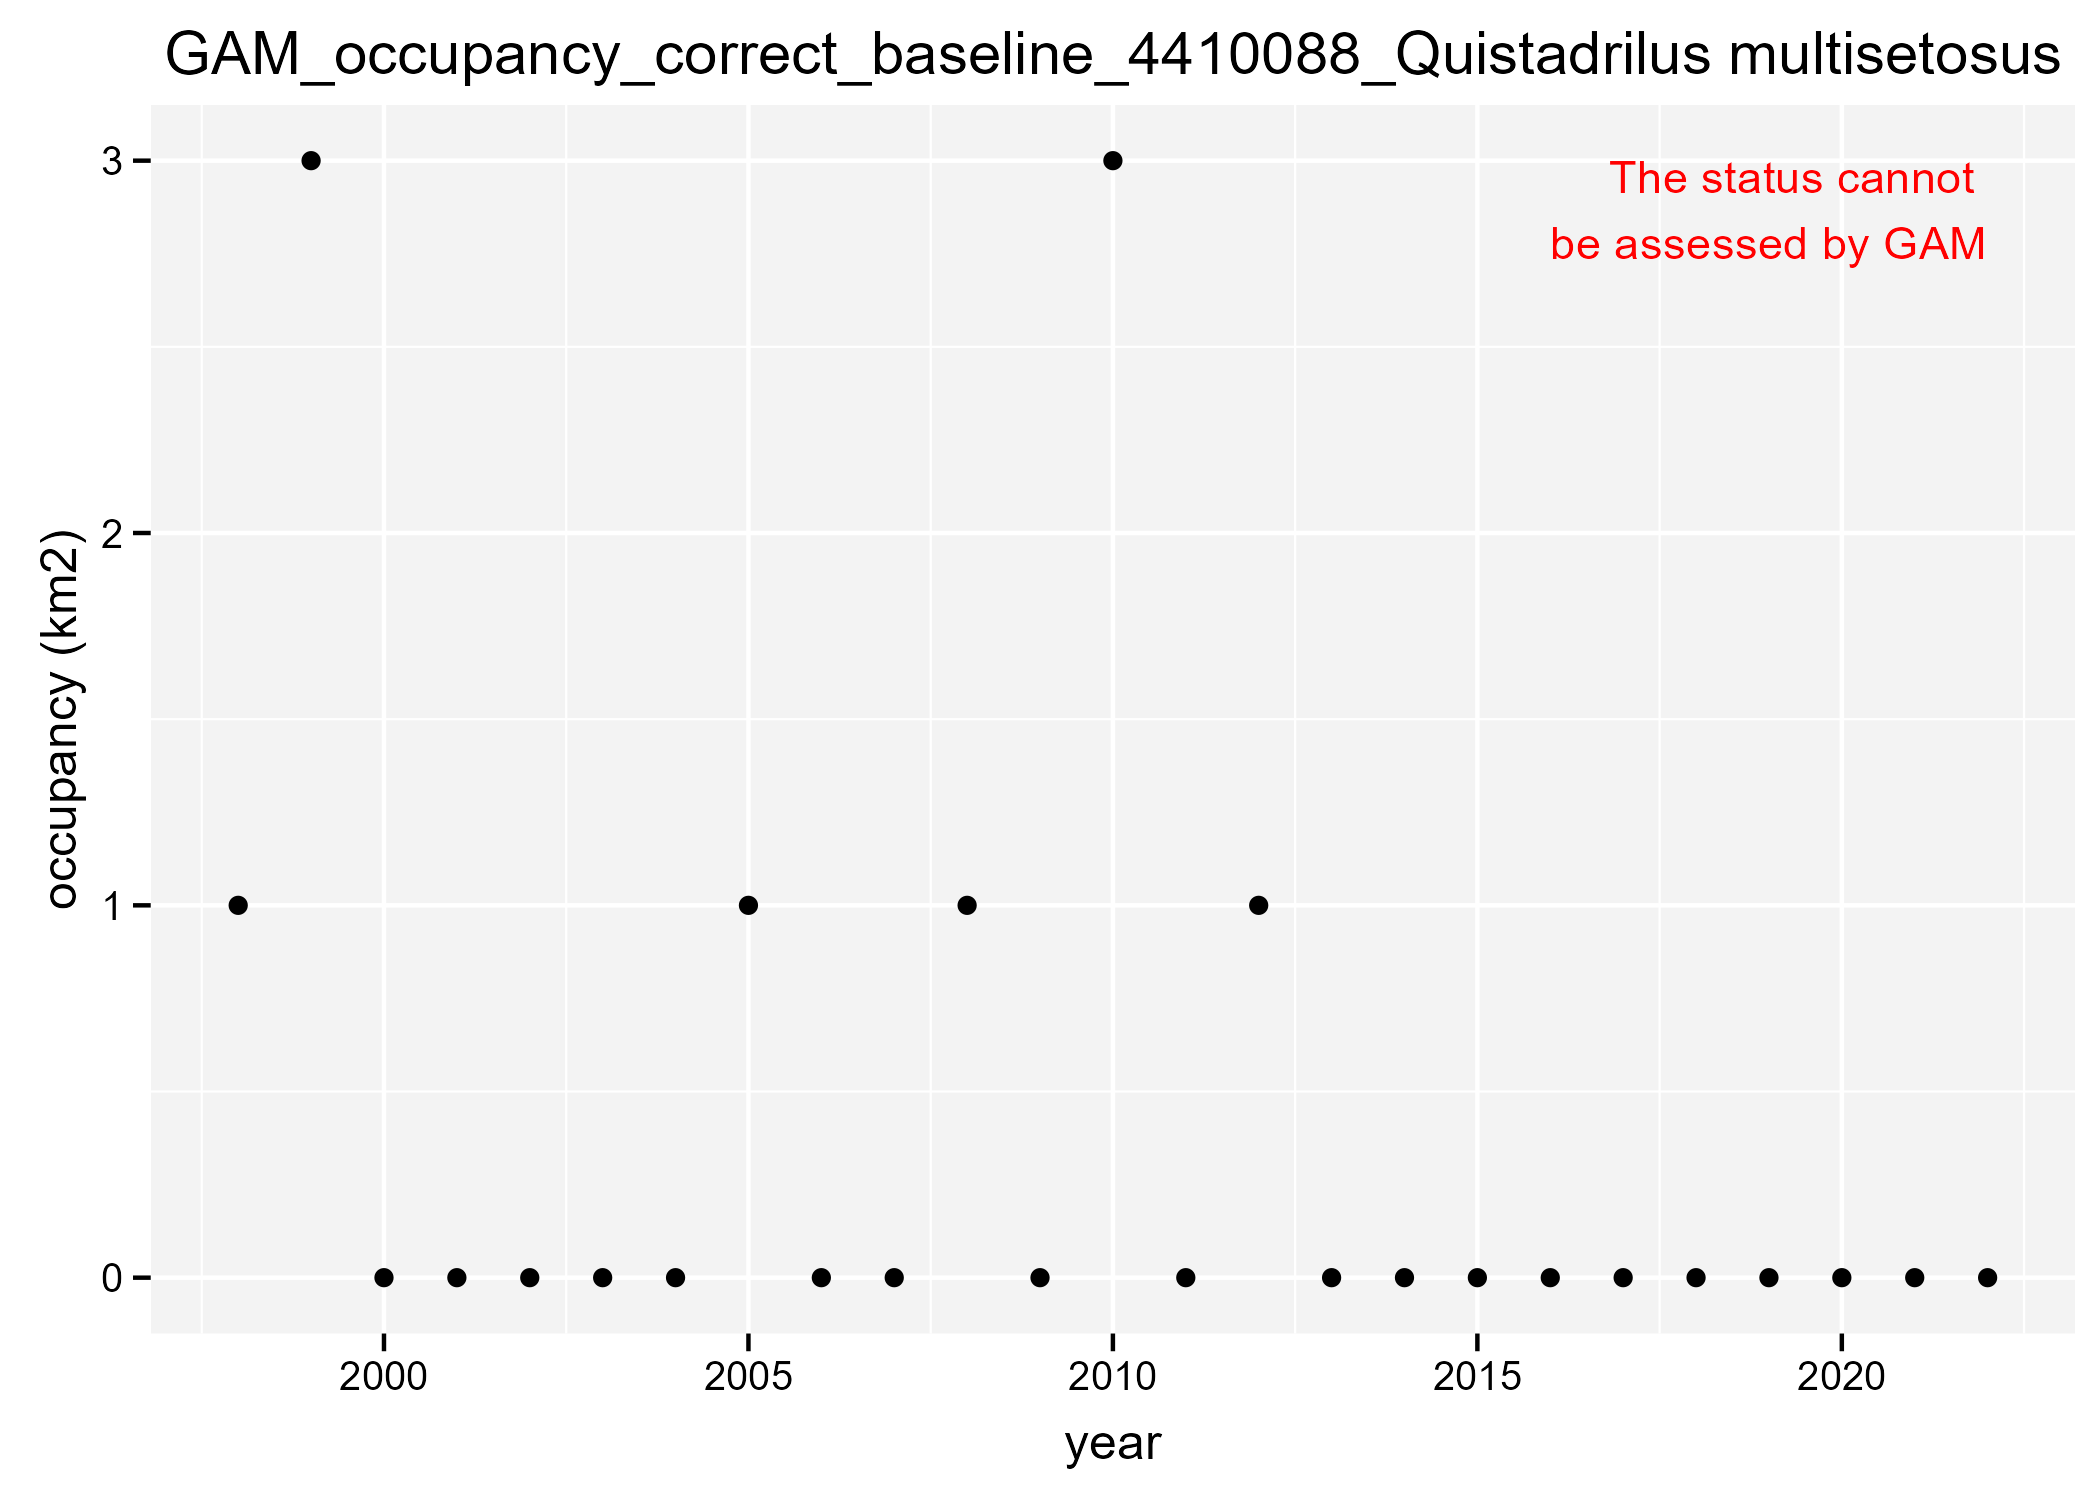 GAM_occupancy_correct_baseline_4410088_Quistadrilus multisetosus
The status cannot
be assessed by GAM
occupancy (km2)
3
2
1
0
2000 2005 2010 2015 2020
year